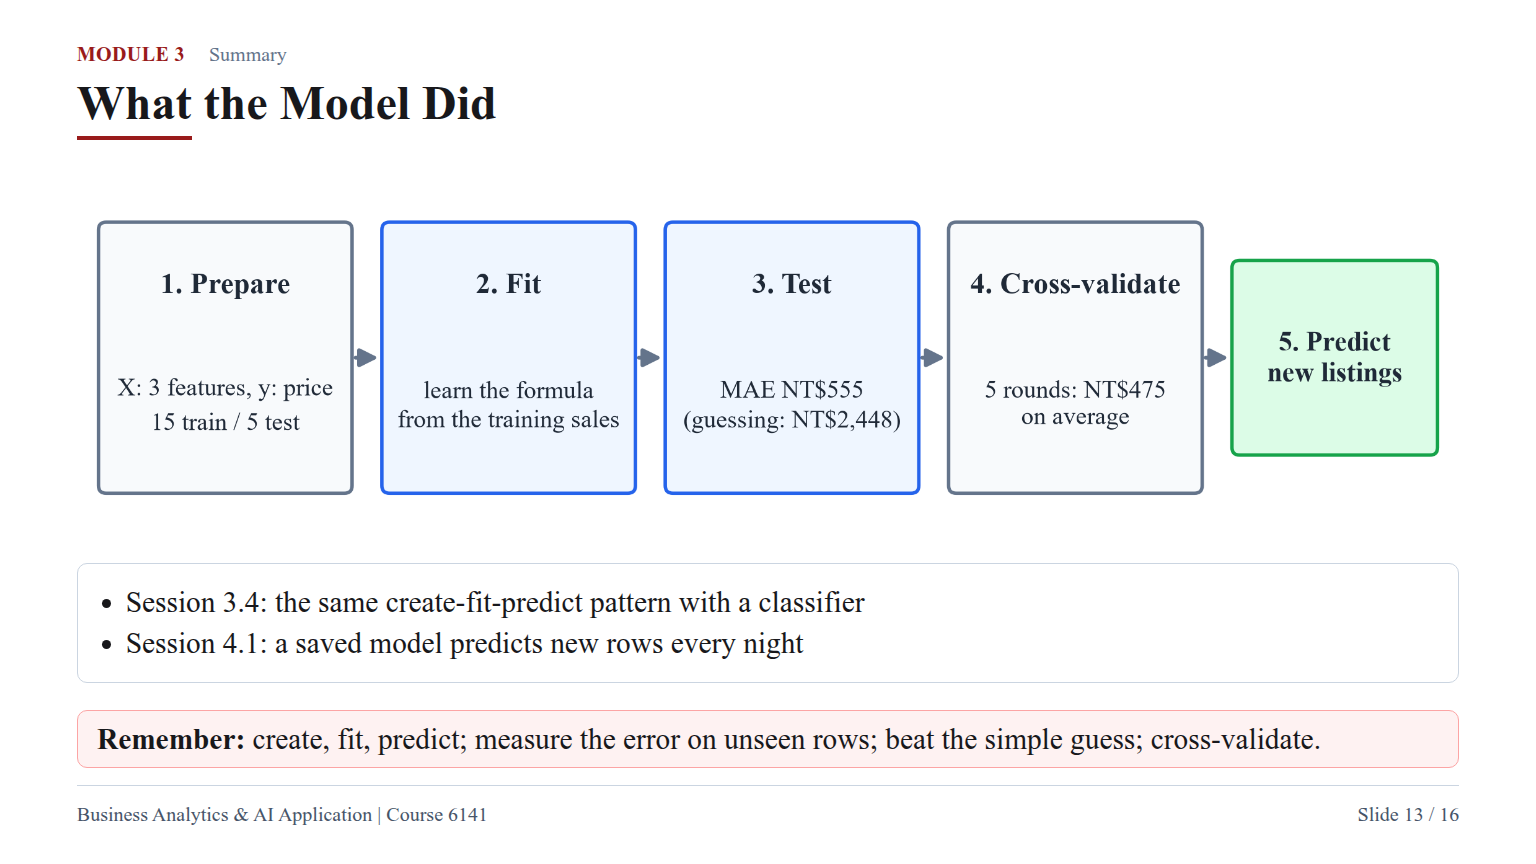 MODULE 3 Summary
What the Model Did
1. Prepare
X: 3 features, y: price
15 train / 5 test
2. Fit
learn the formula
from the training sales
3. Test
MAE NT$555
(guessing: NT$2,448)
4. Cross-validate
5 rounds: NT$475
on average
5. Predict
new listings
• Session 3.4: the same create-fit-predict pattern with a classifier
• Session 4.1: a saved model predicts new rows every night
Remember: create, fit, predict; measure the error on unseen rows; beat the simple guess; cross-validate.
Business Analytics & AI Application | Course 6141
Slide 13 / 16